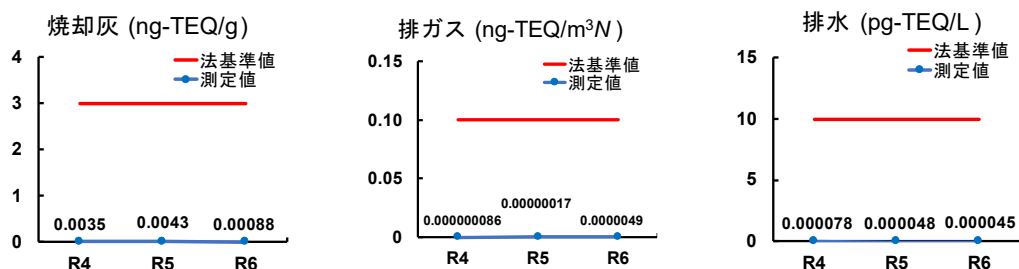 焼却灰 (ng-TEQ/g)
4
3
2
1
0
法基準値
測定値
0.0035
0.0043
0.00088
R4
R5
R6
排ガス (ng-TEQ/m³N)
0.15
0.10
0.05
0
法基準値
測定値
0.000000086
0.00000017
0.0000049
R4
R5
R6
排水 (pg-TEQ/L)
15
10
5
0
法基準値
測定値
0.000078
0.000048
0.000045
R4
R5
R6